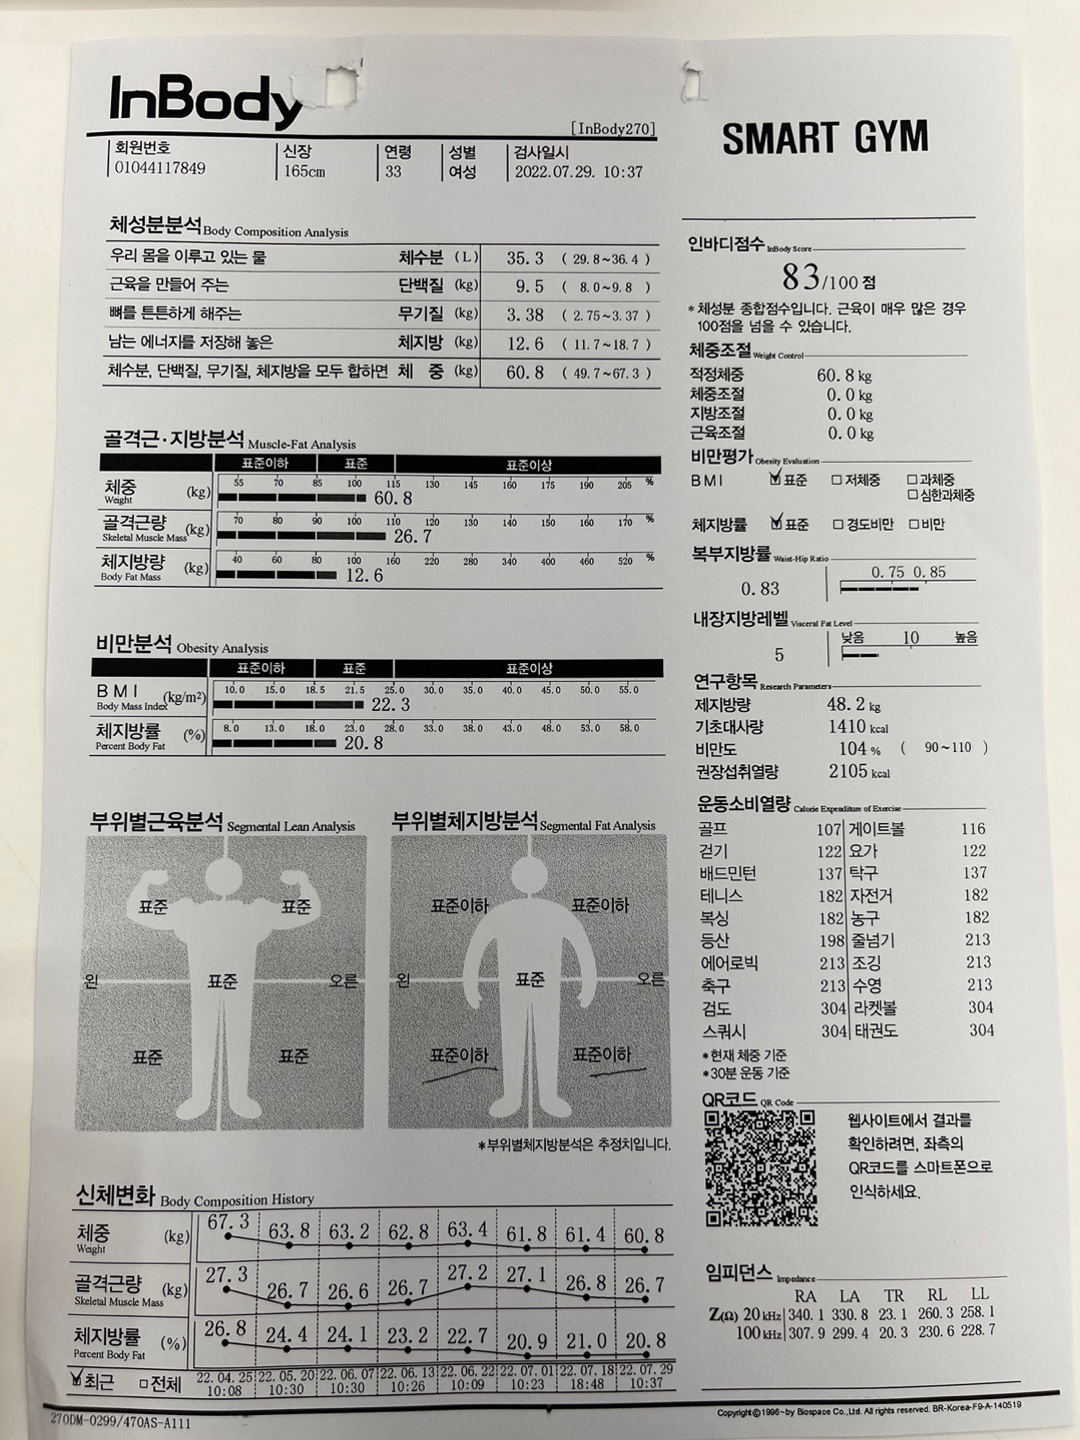 InBody
[InBody270]
SMART GYM
회원번호 신장 연령 성별 검사일시
01044117849 165cm 33 여성 2022.07.29. 10:37
체성분분석 Body Composition Analysis
우리 몸을 이루고 있는 물 체수분 (L) 35.3 ( 29.8~36.4 )
근육을 만들어 주는 단백질 (kg) 9.5 ( 8.0~9.8 )
뼈를 튼튼하게 해주는 무기질 (kg) 3.38 ( 2.75~3.37 )
남는 에너지를 저장해 놓은 체지방 (kg) 12.6 ( 11.7~18.7 )
체수분, 단백질, 무기질, 체지방을 모두 합하면 체 중 (kg) 60.8 ( 49.7~67.3 )
골격근·지방분석 Muscle-Fat Analysis
표준이하 표준 표준이상
체중 (kg) 55 70 85 100 115 130 145 160 175 190 205 %
Weight 60.8
골격근량 (kg) 70 80 90 100 110 120 130 140 150 160 170 %
Skeletal Muscle Mass 26.7
체지방량 (kg) 40 60 80 100 160 220 280 340 400 460 520 %
Body Fat Mass 12.6
비만분석 Obesity Analysis
표준이하 표준 표준이상
BMI (kg/m²) 10.0 15.0 18.5 21.5 25.0 30.0 35.0 40.0 45.0 50.0 55.0
Body Mass Index 22.3
체지방률 (%) 8.0 13.0 18.0 23.0 28.0 33.0 38.0 43.0 48.0 53.0 58.0
Percent Body Fat 20.8
부위별근육분석 Segmental Lean Analysis
표준 표준
왼 표준 오른
표준 표준
부위별체지방분석 Segmental Fat Analysis
표준이하 표준이하
왼 표준 오른
표준이하 표준이하
*부위별체지방분석은 추정치입니다.
신체변화 Body Composition History
체중 (kg) 67.3 63.8 63.2 62.8 63.4 61.8 61.4 60.8
Weight
골격근량 (kg) 27.3 26.7 26.6 26.7 27.2 27.1 26.8 26.7
Skeletal Muscle Mass
체지방률 (%) 26.8 24.4 24.1 23.2 22.7 20.9 21.0 20.8
Percent Body Fat
최근 전체 22.04.25 22.05.20 22.06.07 22.06.13 22.06.22 22.07.01 22.07.18 22.07.29
10:08 10:30 10:30 10:26 10:09 10:23 18:48 10:37
270DM-0299/470AS-A111
인바디점수 InBody Score
83/100 점
*체성분 종합점수입니다. 근육이 매우 많은 경우
100점을 넘을 수 있습니다.
체중조절 Weight Control
적정체중 60.8 kg
체중조절 0.0 kg
지방조절 0.0 kg
근육조절 0.0 kg
비만평가 Obesity Evaluation
BMI 표준 저체중 과체중
심한과체중
체지방률 표준 경도비만 비만
복부지방률 Waist-Hip Ratio
0.75 0.85
0.83
내장지방레벨 Visceral Fat Level
낮음 10 높음
5
연구항목 Research Parameters
제지방량 48.2 kg
기초대사량 1410 kcal
비만도 104 % ( 90~110 )
권장섭취열량 2105 kcal
운동소비열량 Calorie Expenditure of Exercise
골프 107 게이트볼 116
걷기 122 요가 122
배드민턴 137 탁구 137
테니스 182 자전거 182
복싱 182 농구 182
등산 198 줄넘기 213
에어로빅 213 조깅 213
축구 213 수영 213
검도 304 라켓볼 304
스쿼시 304 태권도 304
*현재 체중 기준
*30분 운동 기준
QR코드 QR Code
웹사이트에서 결과를
확인하려면, 좌측의
QR코드를 스마트폰으로
인식하세요.
임피던스 Impedance
RA LA TR RL LL
Z(Ω) 20 kHz 340.1 330.8 23.1 260.3 258.1
100 kHz 307.9 299.4 20.3 230.6 228.7
Copyright ©1996~by Biospace Co.,Ltd. All rights reserved. BR-Korea-F9-A-140519